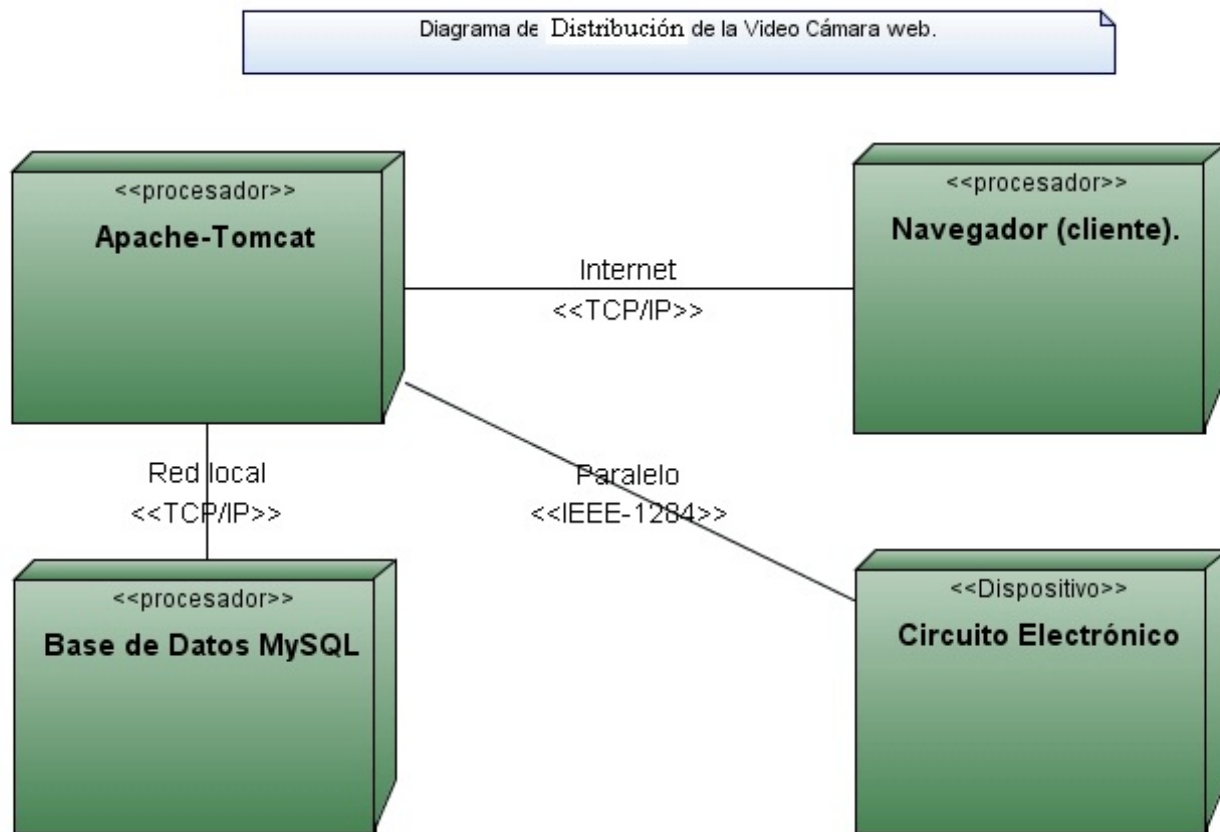 Diagrama de Distribución de la Video Cámara web.
<<procesador>>
Apache-Tomcat
<<procesador>>
Navegador (cliente).
Internet
<<TCP/IP>>
Red local
<<TCP/IP>>
Paralelo
<<IEEE-1284>>
<<procesador>>
Base de Datos MySQL
<<Dispositivo>>
Circuito Electrónico